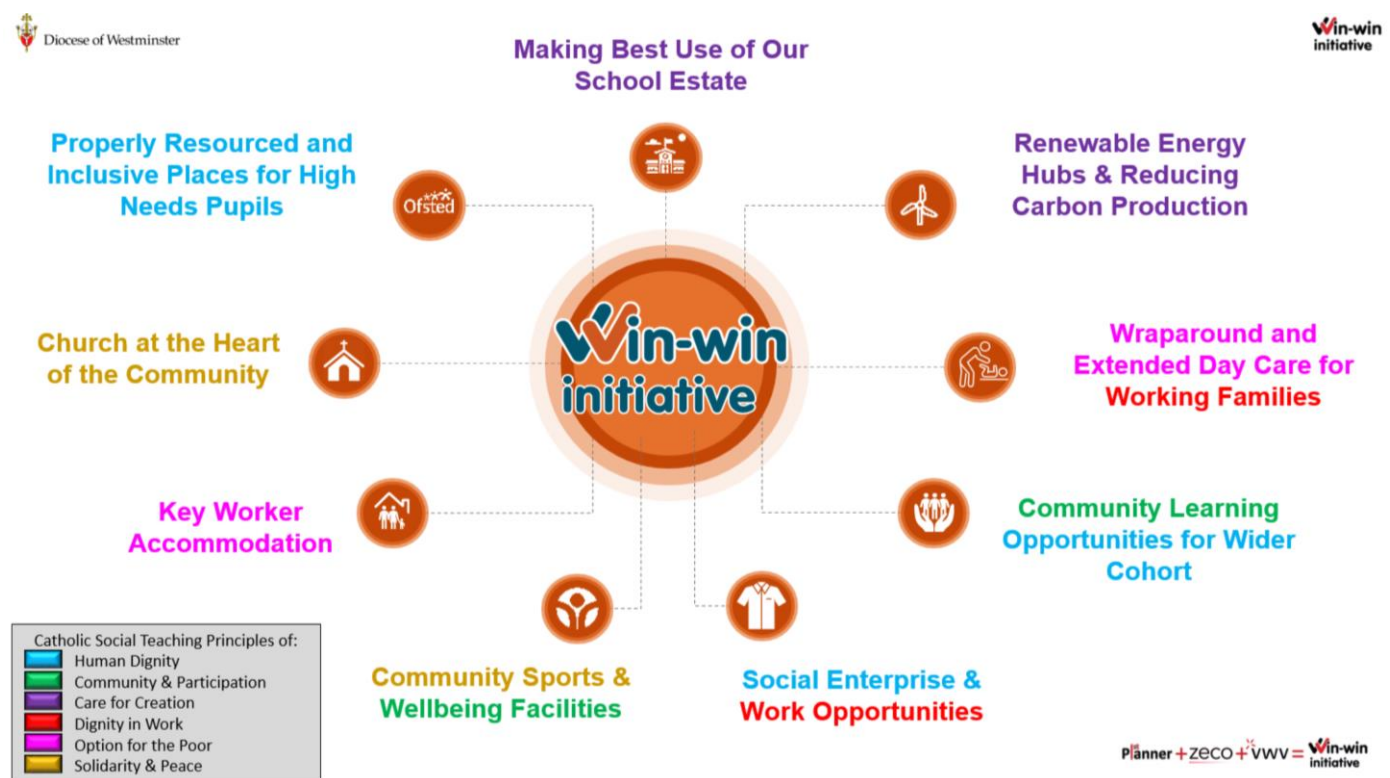 Diocese of Westminster
Win-win
initiative
Making Best Use of Our
School Estate
Properly Resourced and
Inclusive Places for High
Needs Pupils
Ofsted
Renewable Energy
Hubs & Reducing
Carbon Production
Church at the Heart
of the Community
Win-win
initiative
Wraparound and
Extended Day Care for
Working Families
Key Worker
Accommodation
Community Learning
Opportunities for Wider
Cohort
Community Sports &
Wellbeing Facilities
Social Enterprise &
Work Opportunities
Catholic Social Teaching Principles of:
Human Dignity
Community & Participation
Care for Creation
Dignity in Work
Option for the Poor
Solidarity & Peace
Planner + zeco + vwv = Win-win
initiative